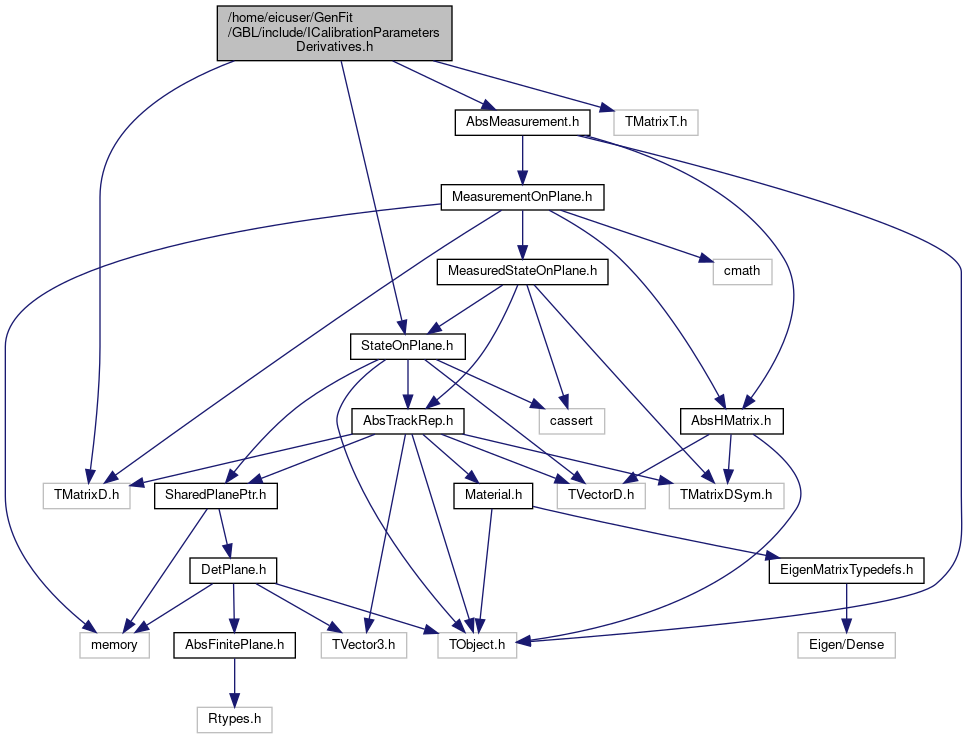 /home/eicuser/GenFit
/GBL/include/ICalibrationParameters
Derivatives.h
AbsMeasurement.h
TMatrixT.h
MeasurementOnPlane.h
MeasuredStateOnPlane.h
cmath
StateOnPlane.h
AbsTrackRep.h
cassert
AbsHMatrix.h
TMatrixD.h
SharedPlanePtr.h
Material.h
TVectorD.h
TMatrixDSym.h
DetPlane.h
EigenMatrixTypedefs.h
memory
AbsFinitePlane.h
TVector3.h
TObject.h
Eigen/Dense
Rtypes.h